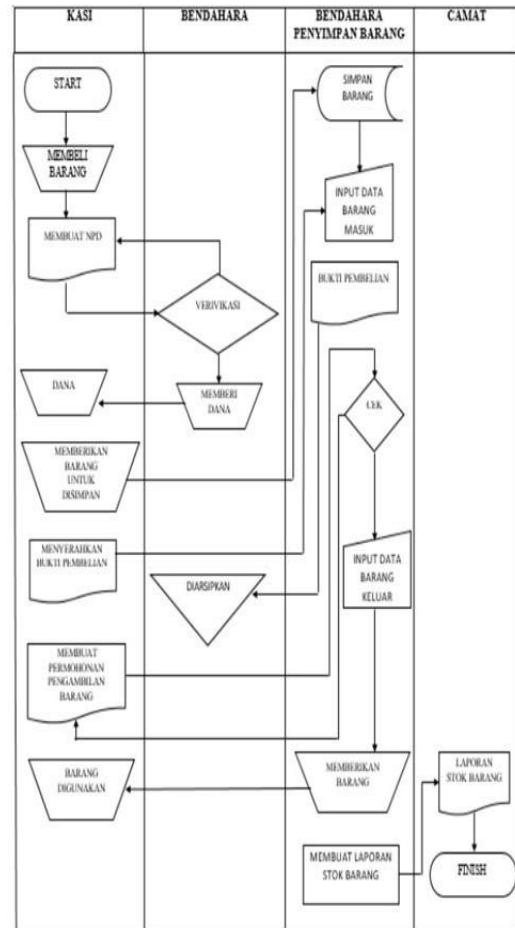 KASI
BENDAHARA
BENDAHARA
PENYIMPAN BARANG
CAMAT
START
MEMBELI
BARANG
MEMBUAT NPD
VERIVIKASI
DANA
MEMBERI
DANA
MEMBERIKAN
BARANG
UNTUK
DISIMPAN
MENYERAHKAN
BUKTI PEMBELIAN
DIARSIPKAN
MEMBUAT
PERMOHONAN
PENGAMBILAN
BARANG
BARANG
DIGUNAKAN
SIMPAN
BARANG
INPUT DATA
BARANG
MASUK
BUKTI PEMBELIAN
CEK
INPUT DATA
BARANG
KELUAR
MEMBERIKAN
BARANG
MEMBUAT LAPORAN
STOK BARANG
LAPORAN
STOK BARANG
FINISH